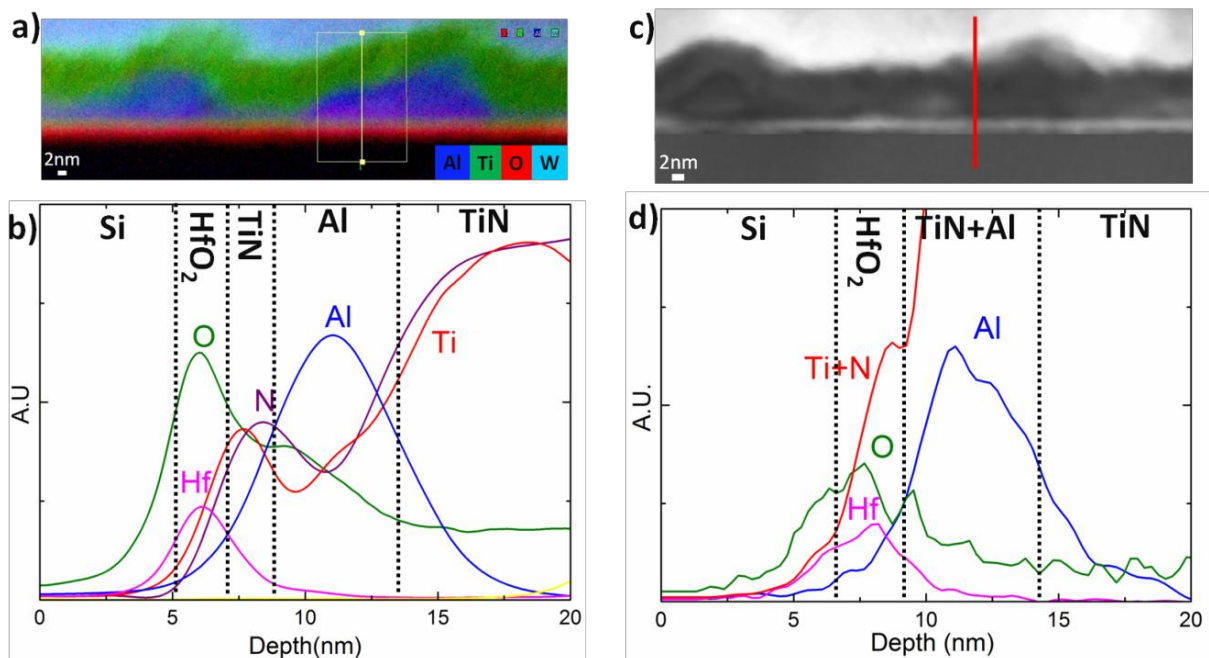 a)
2nm
Al Ti O W
c)
2nm
b)
Si
HfO₂
TiN
Al
TiN
O
Al
Ti
N
Hf
A.U
0 5 10 15 20
Depth(nm)
d)
Si
HfO₂
TiN+Al
TiN
Al
Ti+N
O
Hf
A.U.
0 5 10 15 20
Depth (nm)